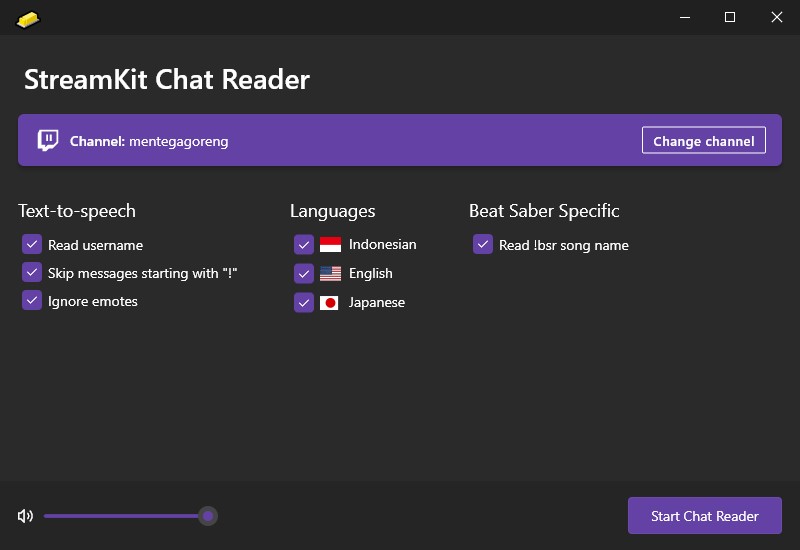 StreamKit Chat Reader
Channel: mentegagoreng
Change channel
Text-to-speech
Read username
Skip messages starting with "!"
Ignore emotes
Languages
Indonesian
English
Japanese
Beat Saber Specific
Read !bsr song name
Start Chat Reader